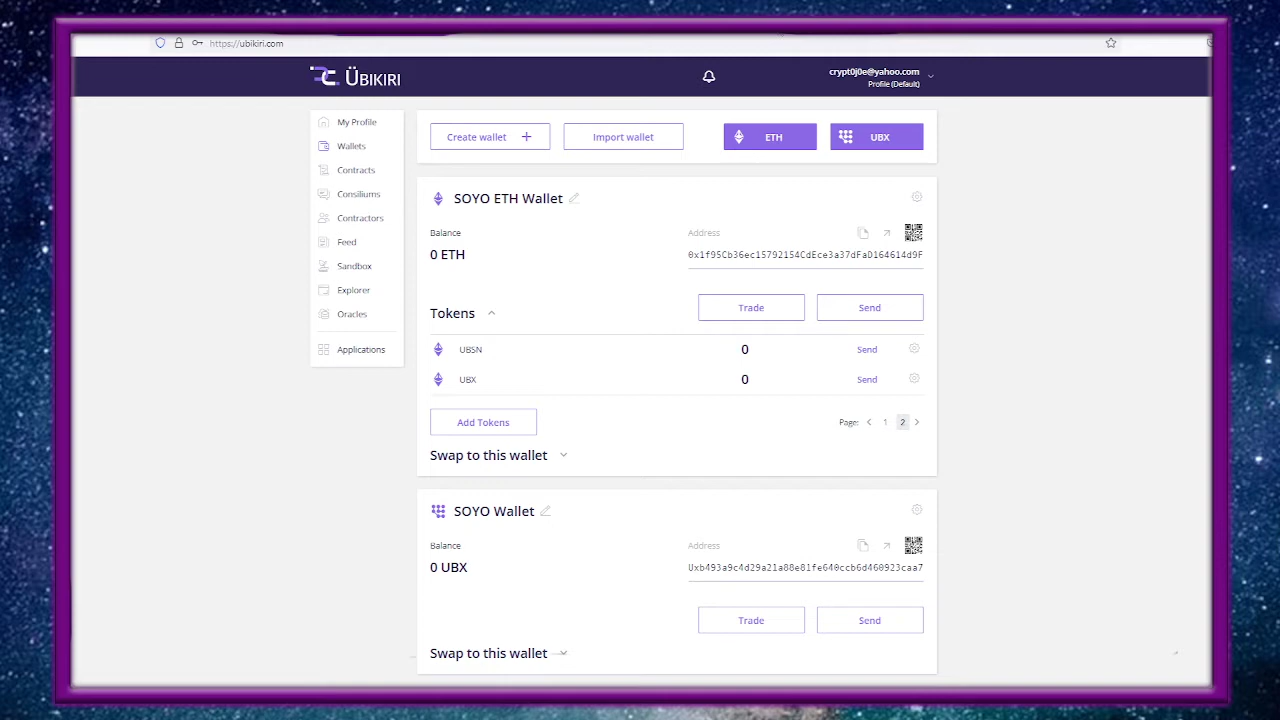 https://ubikiri.com
ÜBIKIRI
crypt0j0e@yahoo.com
Profile (Default)
My Profile
Wallets
Contracts
Consiliums
Contractors
Feed
Sandbox
Explorer
Oracles
Applications
Create wallet +
Import wallet
ETH
UBX
SOYO ETH Wallet
Balance
Address
0 ETH
0x1f95Cb36ec15792154CdEce3a37dFaD164614d9F
Tokens
Trade
Send
UBSN 0 Send
UBX 0 Send
Add Tokens
Page: < 1 2 >
Swap to this wallet
SOYO Wallet
Balance
Address
0 UBX
Uxb493a9c4d29a21a88e81fe640ccb6d460923caa7
Trade
Send
Swap to this wallet